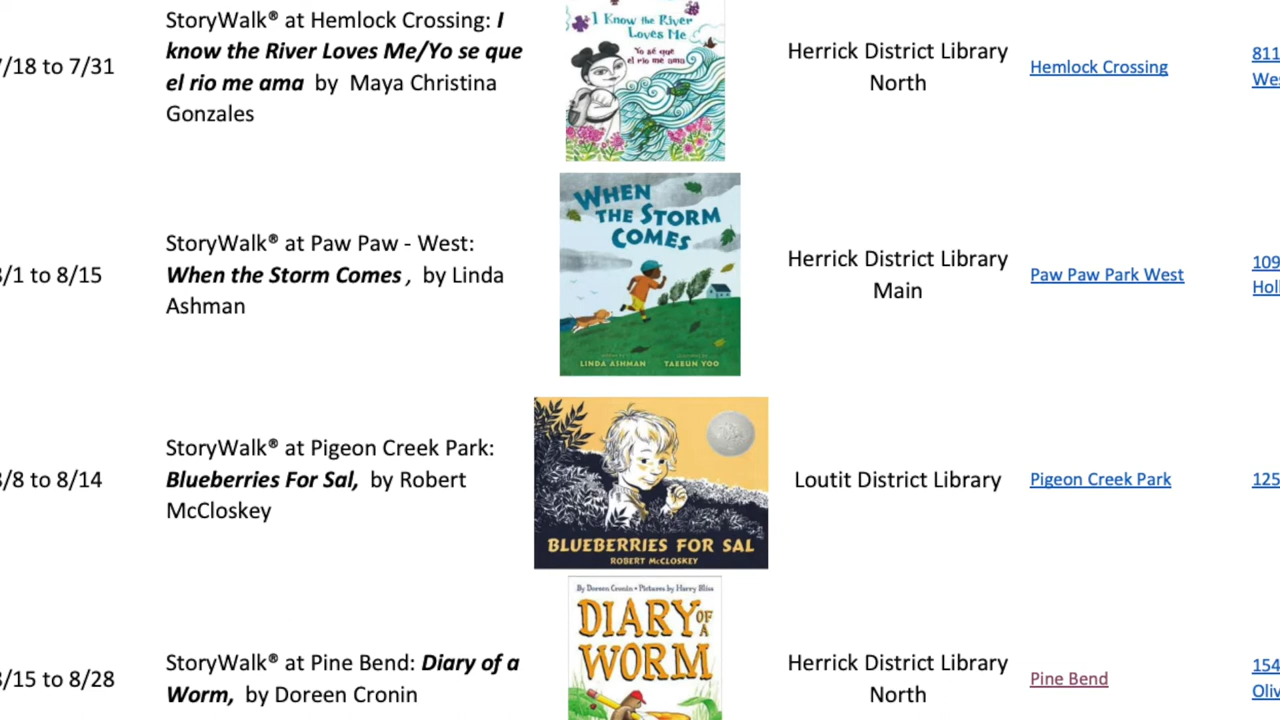 StoryWalk® at Hemlock Crossing: I
know the River Loves Me/Yo se que
el rio me ama by Maya Christina
Gonzales
/18 to 7/31
I Know the River
Loves Me
Yo sé que
el río me ama
Herrick District Library
North
Hemlock Crossing
811
Wes
StoryWalk® at Paw Paw - West:
When the Storm Comes , by Linda
Ashman
/1 to 8/15
WHEN
THE STORM
COMES
LINDA ASHMAN TAEEUN YOO
Herrick District Library
Main
Paw Paw Park West
109
Holl
StoryWalk® at Pigeon Creek Park:
Blueberries For Sal, by Robert
McCloskey
/8 to 8/14
BLUEBERRIES FOR SAL
ROBERT McCLOSKEY
Loutit District Library
Pigeon Creek Park
125
StoryWalk® at Pine Bend: Diary of a
Worm, by Doreen Cronin
/15 to 8/28
By Doreen Cronin • Pictures by Harry Bliss
DIARY OF
A
WORM
Herrick District Library
North
Pine Bend
154
Oliv